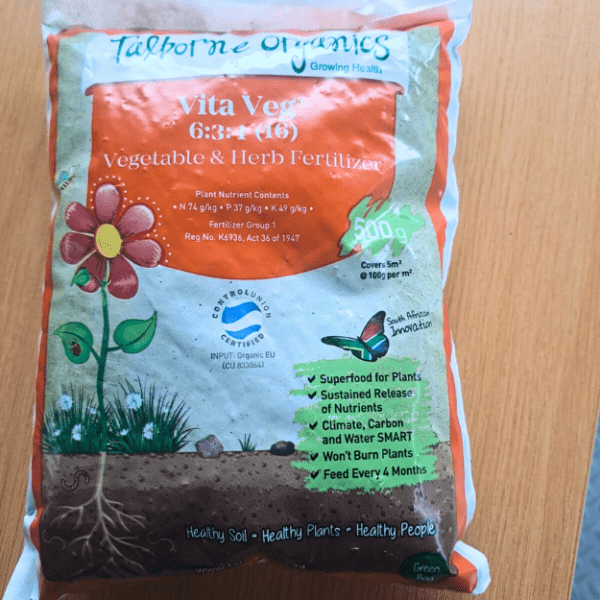 Talborne Organics
Growing Health
Vita Veg
6:3:4 (16)
Vegetable & Herb Fertilizer
Plant Nutrient Contents
• N 74 g/kg • P 37 g/kg • K 49 g/kg •
Fertilizer Group 1
Reg No. K6936, Act 36 of 1947
500g
Covers 5m²
@ 100g per m²
CONTROLUNION
CERTIFIED
INPUT: Organic EU
(CU 833864)
South African
Innovation
✓ Superfood for Plants
✓ Sustained Release
of Nutrients
✓ Climate, Carbon
and Water SMART
✓ Won't Burn Plants
✓ Feed Every 4 Months
Healthy Soil - Healthy Plants - Healthy People
Green